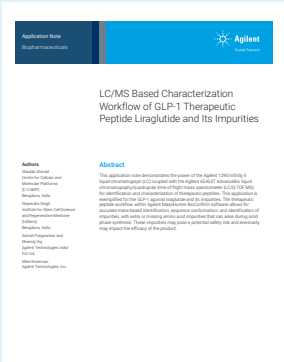 Application Note
Biopharmaceuticals
Agilent
Trusted Answers
LC/MS Based Characterization
Workflow of GLP-1 Therapeutic
Peptide Liraglutide and Its Impurities
Authors
Centre for Cellular and
Molecular Platforms
(C-CAMP)
Bengaluru, India
Institute for Stem Cell Science
and Regenerative Medicine
(InStem)
Bengaluru, India
Agilent Technologies India
Pvt Ltd
Agilent Technologies, Inc.
Abstract
This application note demonstrates the power of the Agilent 1290 Infinity II
liquid chromatograph (LC) coupled with the Agilent 6545XT AdvanceBio liquid
chromatography/quadrupole time-of-flight mass spectrometer (LC/Q-TOF MS)
for identification and characterization of therapeutic peptides. This application is
exemplified for the GLP-1 agonist liraglutide and its impurities. The therapeutic
peptide workflow within Agilent MassHunter BioConfirm software allows for
accurate mass-based identification, sequence confirmation, and identification of
impurities, with extra or missing amino acid impurities that can arise during solid
phase synthesis. These impurities may pose a potential safety risk and eventually
may impact the efficacy of the product.